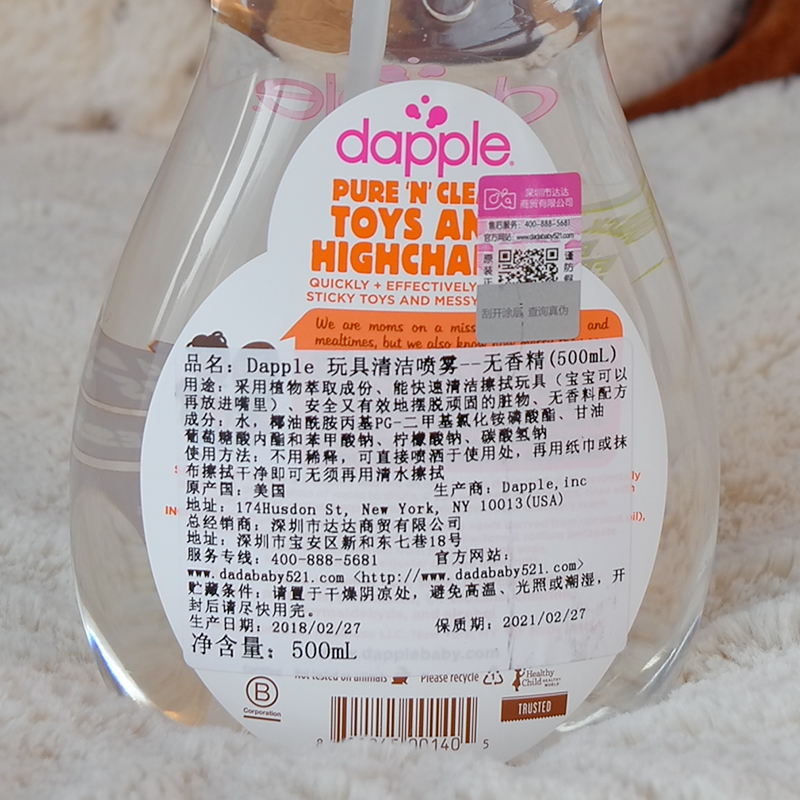 dapple
PURE 'N' CLE
TOYS AN
HIGHCHA
QUICKLY + EFFECTIVELY
STICKY TOYS AND MESSY
深圳市达达
商贸有限公司
售后服务：400-888-5681
官方网站：www.dadababy521.com
原装正
谨防假
刮开涂层 查询真伪
We are moms on a miss and
mealtimes, but we also know
品名：Dapple 玩具清洁喷雾--无香精(500mL)
用途：采用植物萃取成份、能快速清洁擦拭玩具（宝宝可以
再放进嘴里）、安全又有效地摆脱顽固的脏物、无香料配方
成分：水，椰油酰胺丙基PG-二甲基氯化铵磷酸酯、甘油
葡萄糖酸内酯和苯甲酸钠、柠檬酸钠、碳酸氢钠
使用方法：不用稀释，可直接喷洒于使用处，再用纸巾或抹
布擦拭干净即可无须再用清水擦拭
原产国：美国 生产商：Dapple,inc
地址：174Husdon St, New York, NY 10013(USA)
总经销商：深圳市达达商贸有限公司
地址：深圳市宝安区新和东七巷18号
服务专线：400-888-5681 官方网站：
www.dadababy521.com <http://www.dadababy521.com>
贮藏条件：请置于干燥阴凉处，避免高温、光照或潮湿，开
封后请尽快用完。
生产日期：2018/02/27 保质期：2021/02/27
净含量：500mL
not tested on animals Please recycle
Healthy
Child HEALTHY WORLD
TRUSTED
B
Corporation
00140 5